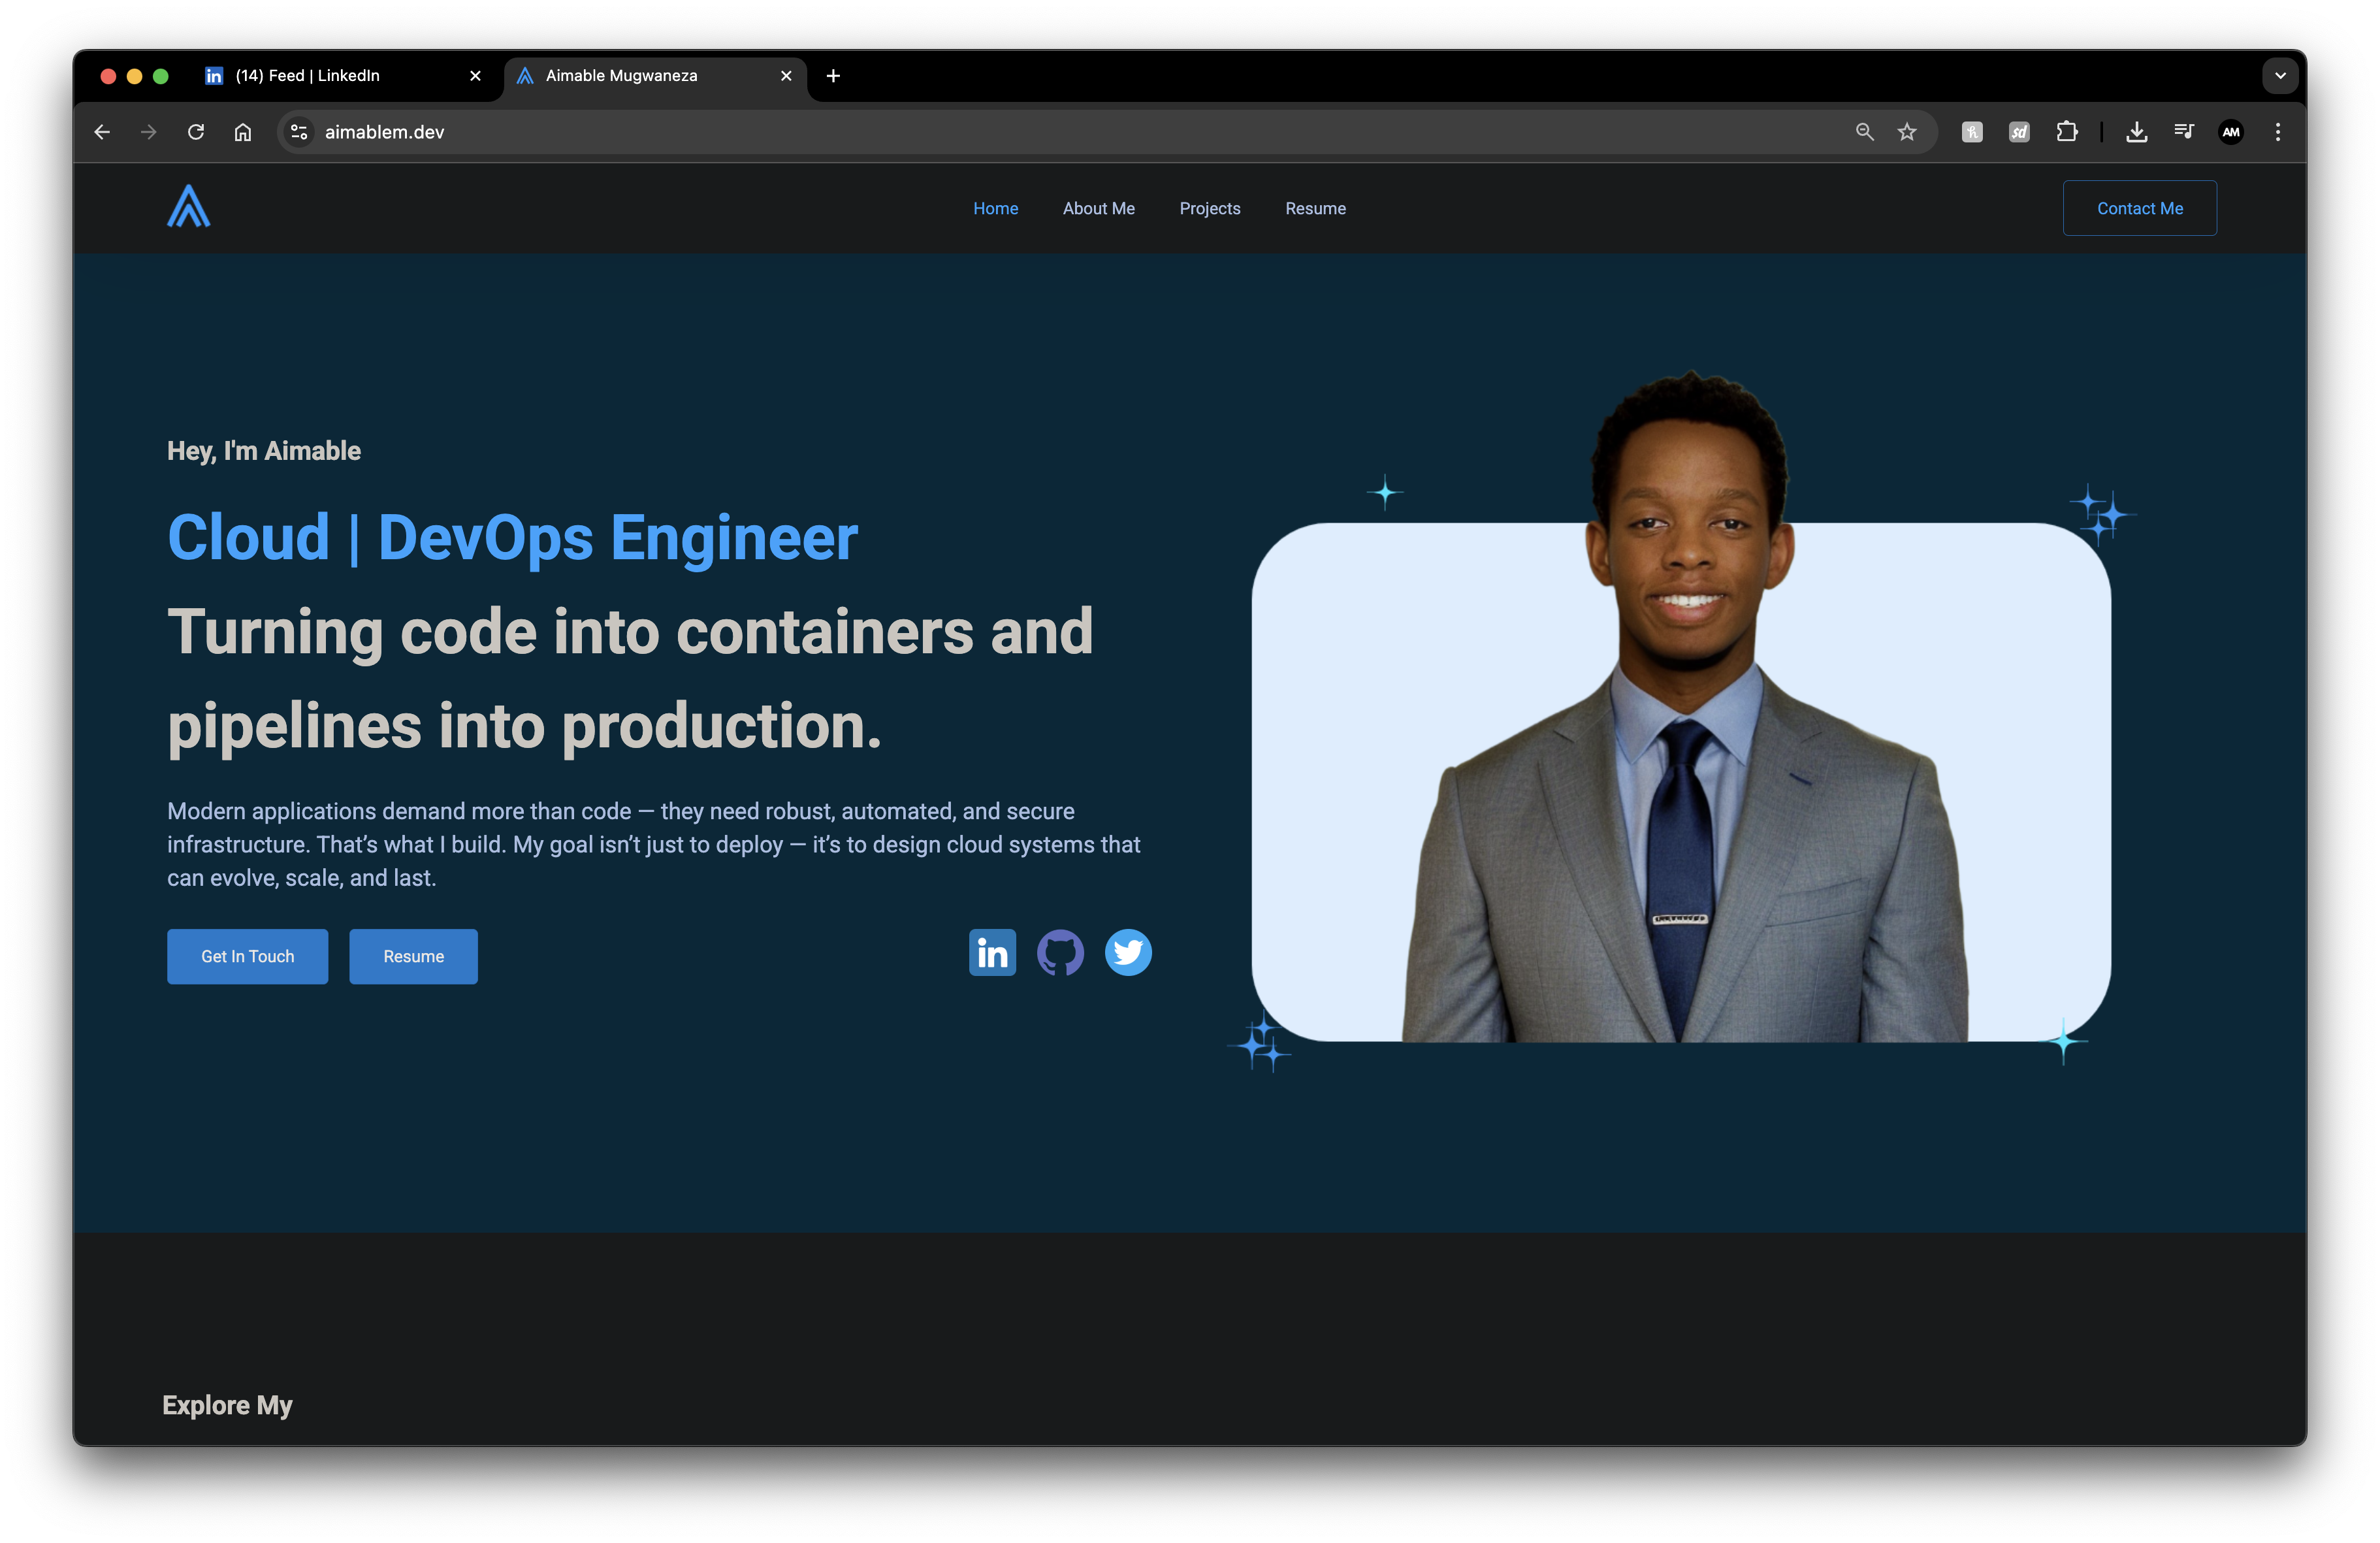 (14) Feed | LinkedIn
Aimable Mugwaneza
aimablem.dev
AM
Home
About Me
Projects
Resume
Contact Me
Hey, I'm Aimable
Cloud | DevOps Engineer
Turning code into containers and
pipelines into production.
Modern applications demand more than code — they need robust, automated, and secure
infrastructure. That’s what I build. My goal isn’t just to deploy — it’s to design cloud systems that
can evolve, scale, and last.
Get In Touch
Resume
in
Explore My